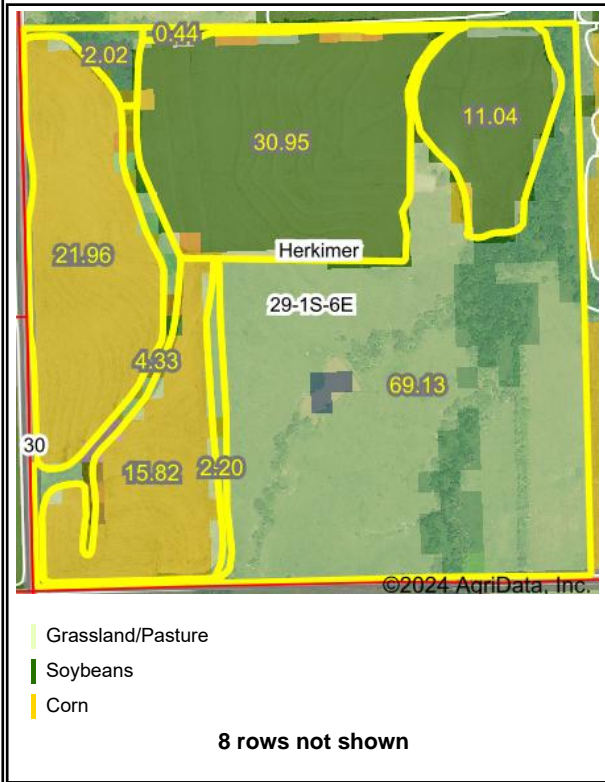 0.44
2.02
11.04
30.95
Herkimer
21.96
29-1S-6E
4.33
69.13
30
15.82
2.20
©2024 AgriData, Inc.
Grassland/Pasture
Soybeans
Corn
8 rows not shown